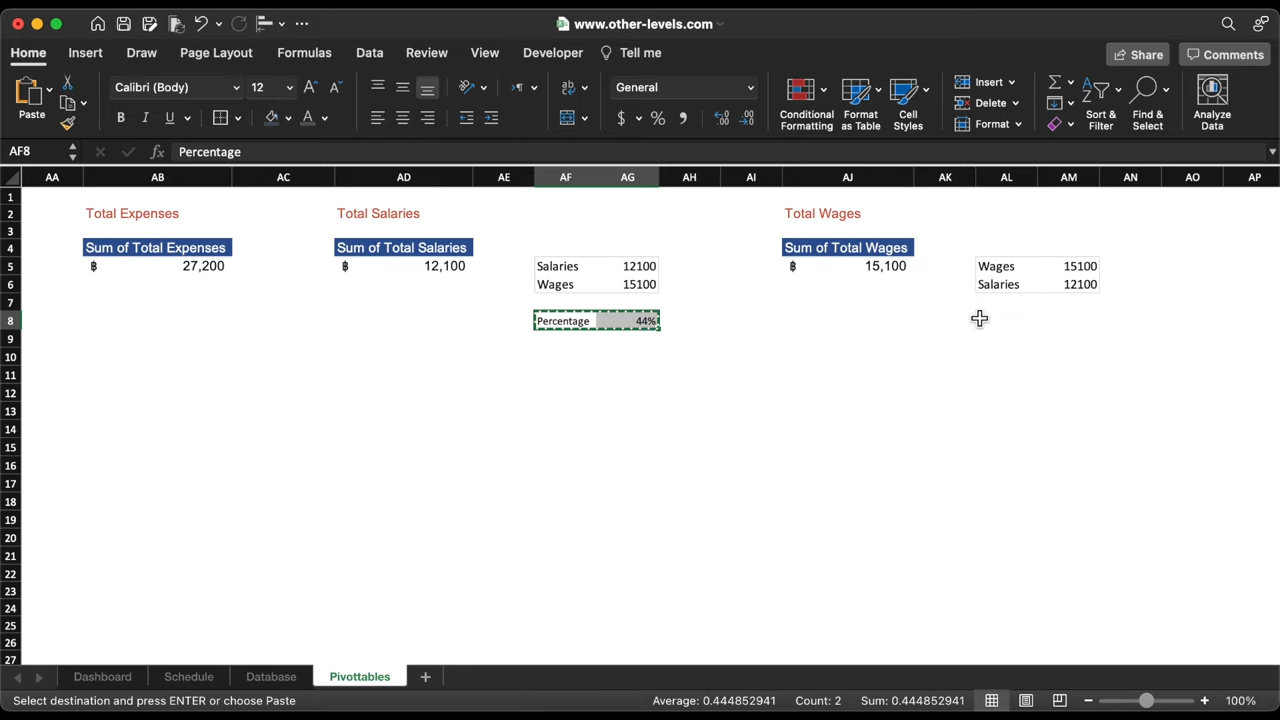 www.other-levels.com
Home Insert Draw Page Layout Formulas Data Review View Developer Tell me Share Comments
Paste Calibri (Body) 12 General Conditional Formatting Format as Table Cell Styles Insert Delete Format Sort & Filter Find & Select Analyze Data
B I U A $ %
AF8 fx Percentage
AA AB AC AD AE AF AG AH AI AJ AK AL AM AN AO AP
1
2 Total Expenses Total Salaries Total Wages
3
4 Sum of Total Expenses Sum of Total Salaries Sum of Total Wages
5 ฿ 27,200 ฿ 12,100 Salaries 12100 ฿ 15,100 Wages 15100
6 Wages 15100 Salaries 12100
7
8 Percentage 44%
9
10
11
12
13
14
15
16
17
18
19
20
21
22
23
24
25
26
27
Dashboard Schedule Database Pivottables +
Select destination and press ENTER or choose Paste Average: 0.444852941 Count: 2 Sum: 0.444852941 100%